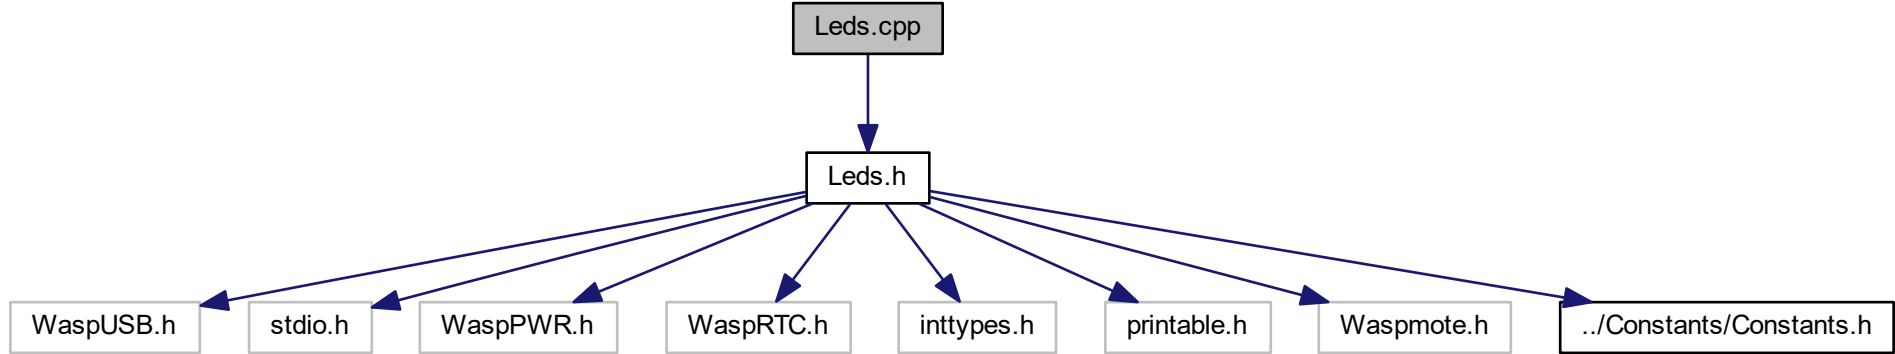 Leds.cpp
Leds.h
WaspUSB.h
stdio.h
WaspPWR.h
WaspRTC.h
inttypes.h
printable.h
Waspmote.h
../Constants/Constants.h